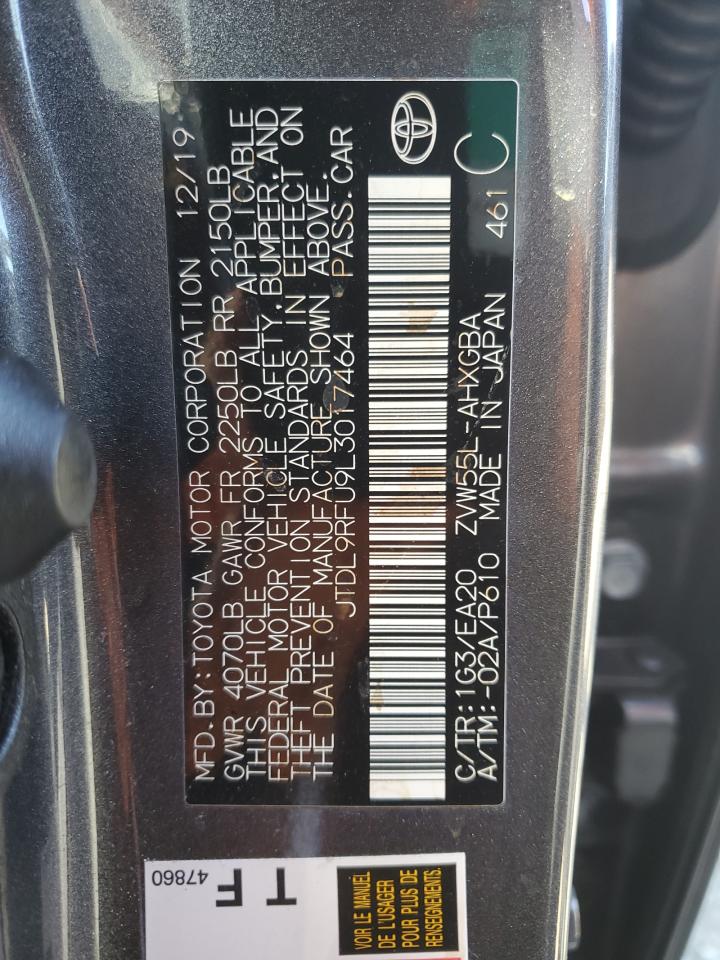 MFD. BY: TOYOTA MOTOR CORPORATION 12/19
GVWR 4070LB GAWR FR 2250LB RR 2150LB
THIS VEHICLE CONFORMS TO ALL APPLICABLE
FEDERAL MOTOR VEHICLE SAFETY, BUMPER, AND
THEFT PREVENTION STANDARDS IN EFFECT ON
THE DATE OF MANUFACTURE SHOWN ABOVE.
JTDL9RFU9L3017464 PASS. CAR
C/TR: 1G3/EA20 ZVW55L-AHXGBA
A/TM: -02A/P610 MADE IN JAPAN
461
C
47860
T F
VOIR LE MANUEL
DE L'USAGER
POUR PLUS DE
RENSEIGNEMENTS.